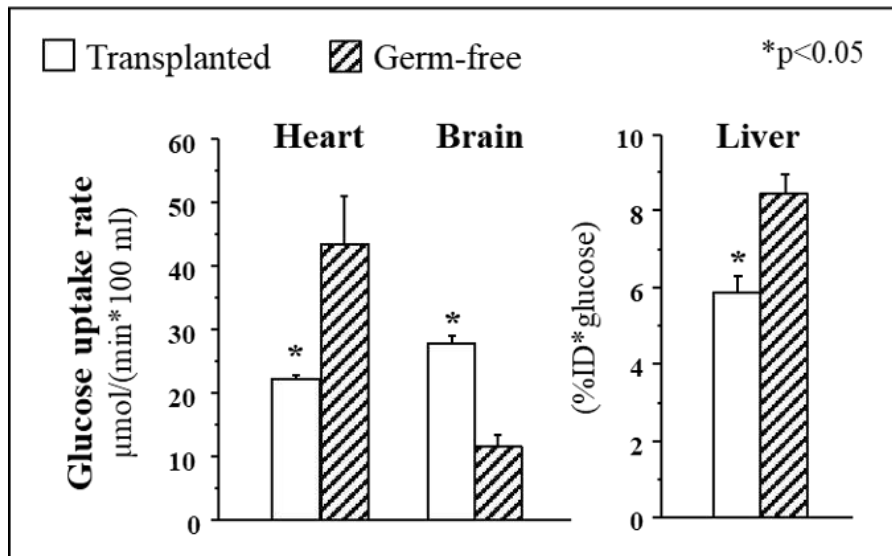 Transplanted
Germ-free
*p<0.05
Heart
Brain
Liver
Glucose uptake rate
μmol/(min*100 ml)
60
50
40
30
20
10
0
(%ID*glucose)
10
8
6
4
2
0
*
*
*